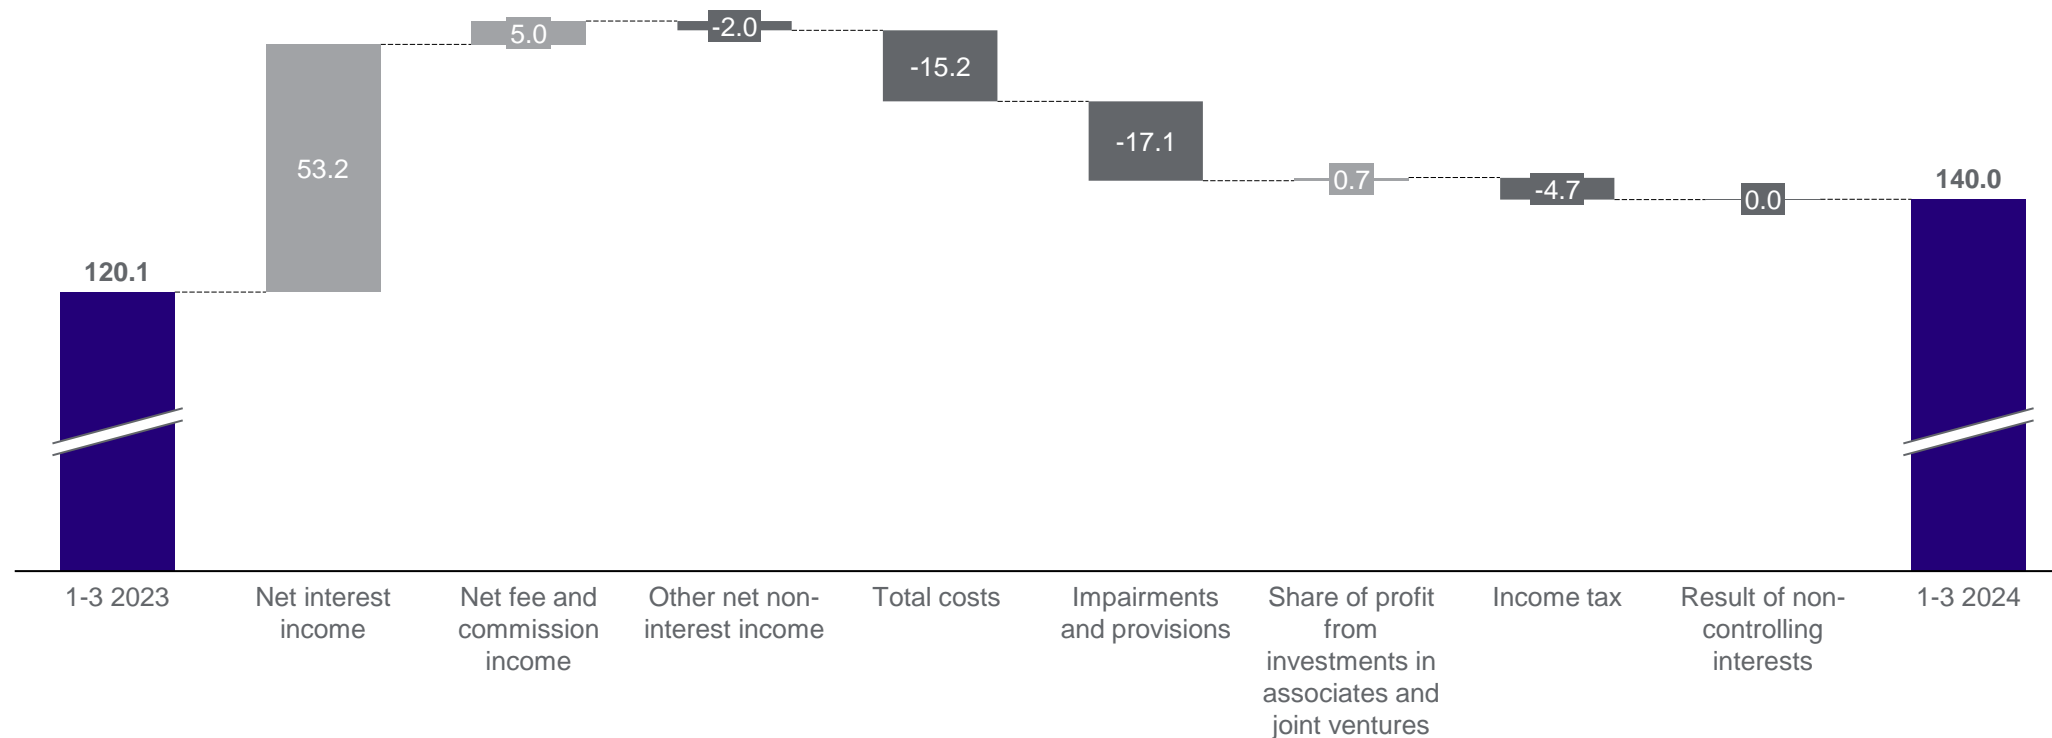 5.0
-2.0
-15.2
-17.1
53.2
0.7
-4.7
0.0
140.0
120.1
1-3 2023
Net interest
income
Net fee and
commission
income
Other net non-
interest income
Total costs
Impairments
and provisions
Share of profit
from
investments in
associates and
joint ventures
Income tax
Result of non-
controlling
interests
1-3 2024